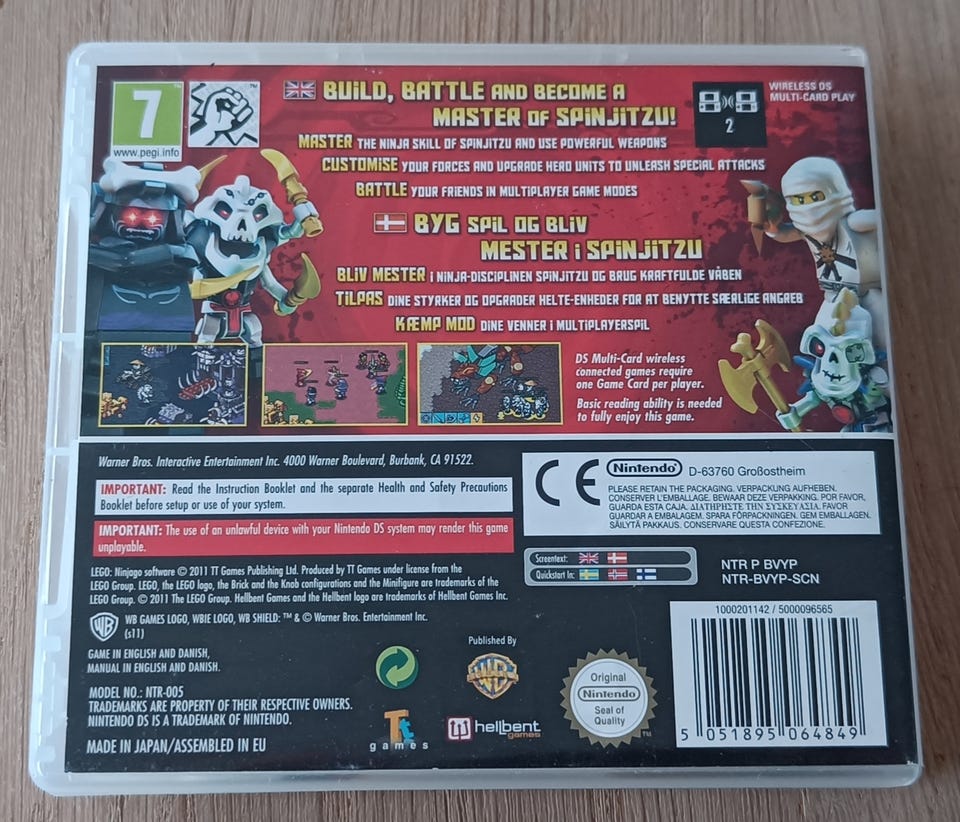 7
www.pegi.info
BUILD, BATTLE AND BECOME A
MASTER OF SPINJITZU!
WIRELESS DS
MULTI-CARD PLAY
2
MASTER THE NINJA SKILL OF SPINJITZU AND USE POWERFUL WEAPONS
CUSTOMISE YOUR FORCES AND UPGRADE HERO UNITS TO UNLEASH SPECIAL ATTACKS
BATTLE YOUR FRIENDS IN MULTIPLAYER GAME MODES
BYG SPIL OG BLIV
MESTER i SPINJITZU
BLIV MESTER i NINJA-DISCIPLINEN SPINJITZU OG BRUG KRAFTFULDE VÅBEN
TILPAS DINE STYRKER OG OPGRADER HELTE-ENHEDER FOR AT BENYTTE SÆRLIGE ANGREB
KÆMP MOD DINE VENNER i MULTIPLAYERSPIL
DS Multi-Card wireless
connected games require
one Game Card per player.
Basic reading ability is needed
to fully enjoy this game.
Warner Bros. Interactive Entertainment Inc. 4000 Warner Boulevard, Burbank, CA 91522.
IMPORTANT: Read the Instruction Booklet and the separate Health and Safety Precautions
Booklet before setup or use of your system.
IMPORTANT: The use of an unlawful device with your Nintendo DS system may render this game
unplayable.
CE Nintendo D-63760 Großostheim
PLEASE RETAIN THE PACKAGING. VERPACKUNG AUFHEBEN.
CONSERVER L'EMBALLAGE. BEWAAR DEZE VERPAKKING. POR FAVOR,
GUARDA ESTA CAJA. ΔΙΑΤΗΡΗΣΤΕ ΤΗΝ ΣΥΣΚΕΥΑΣΙΑ. FAVOR
GUARDAR A EMBALAGEM. SPARA FÖRPACKNINGEN. GEM EMBALLAGEN.
SÄILYTÄ PAKKAUS. CONSERVARE QUESTA CONFEZIONE.
LEGO: Ninjago software © 2011 TT Games Publishing Ltd. Produced by TT Games under license from the
LEGO Group. LEGO, the LEGO logo, the Brick and the Knob configurations and the Minifigure are trademarks of the
LEGO Group. © 2011 The LEGO Group. Hellbent Games and the Hellbent logo are trademarks of Hellbent Games Inc.
Screentext:
Quickstart In:
NTR P BVYP
NTR-BVYP-SCN
WB GAMES LOGO, WBIE LOGO, WB SHIELD: ™ & © Warner Bros. Entertainment Inc.
(s11)
GAME IN ENGLISH AND DANISH,
MANUAL IN ENGLISH AND DANISH.
MODEL NO.: NTR-005
TRADEMARKS ARE PROPERTY OF THEIR RESPECTIVE OWNERS.
NINTENDO DS IS A TRADEMARK OF NINTENDO.
MADE IN JAPAN/ASSEMBLED IN EU
Published By
WB
TT
games
hellbent
games
Original
Nintendo
Seal of
Quality
1000201142 / 5000096565
5 051895 064849